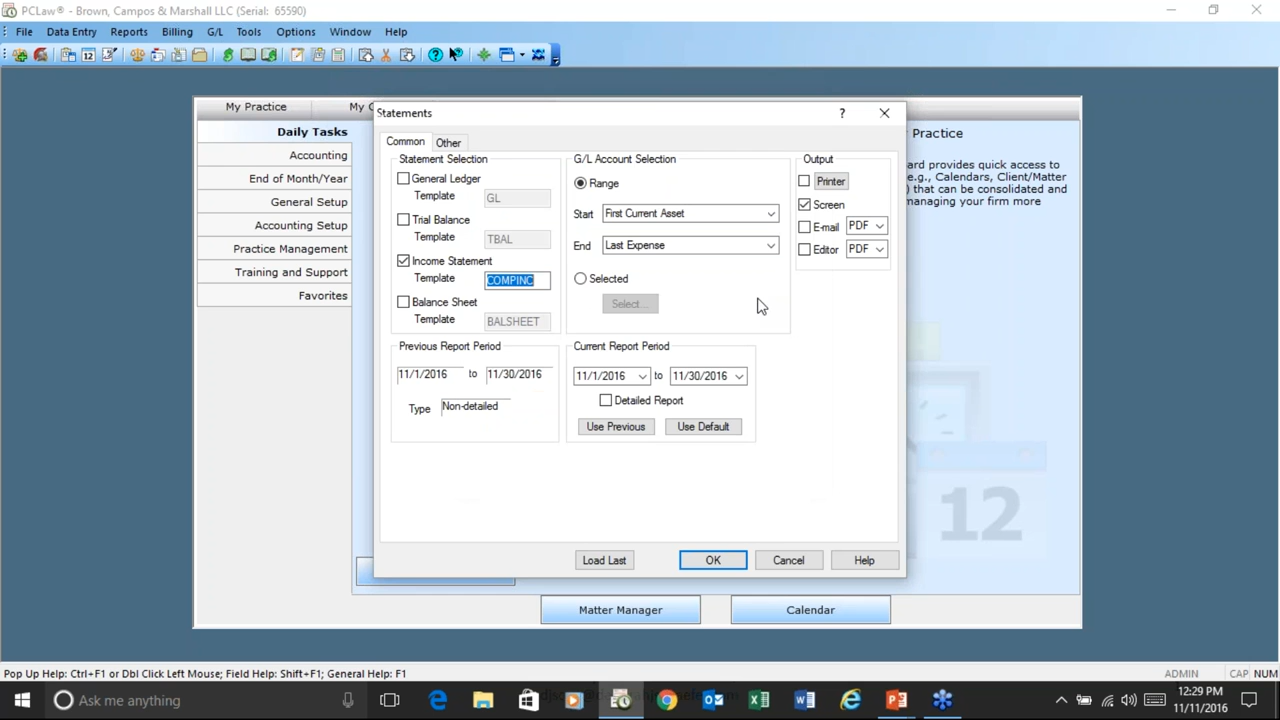 PCLaw® - Brown, Campos & Marshall LLC (Serial: 65590)
File Data Entry Reports Billing G/L Tools Options Window Help
My Practice My
Daily Tasks
Accounting
End of Month/Year
General Setup
Accounting Setup
Practice Management
Training and Support
Favorites
Practice
ard provides quick access to
e.g., Calendars, Client/Matter
) that can be consolidated and
managing your firm more
Statements
Common Other
Statement Selection
General Ledger
Template GL
Trial Balance
Template TBAL
Income Statement
Template COMPINC
Balance Sheet
Template BALSHEET
G/L Account Selection
Range
Start First Current Asset
End Last Expense
Selected
Select...
Output
Printer
Screen
E-mail PDF
Editor PDF
Previous Report Period
11/1/2016 to 11/30/2016
Type Non-detailed
Current Report Period
11/1/2016 to 11/30/2016
Detailed Report
Use Previous Use Default
Load Last OK Cancel Help
12
Matter Manager Calendar
Pop Up Help: Ctrl+F1 or Dbl Click Left Mouse; Field Help: Shift+F1; General Help: F1
ADMIN CAP NUM
Ask me anything
12:29 PM
11/11/2016